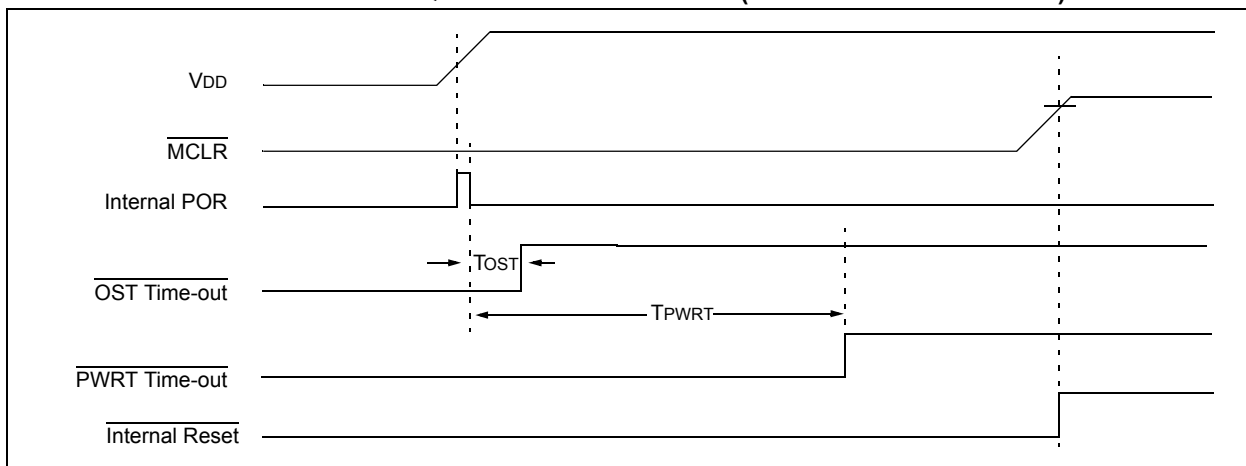 VDD
MCLR
Internal POR
TOST
OST Time-out
TPWRT
PWRT Time-out
Internal Reset